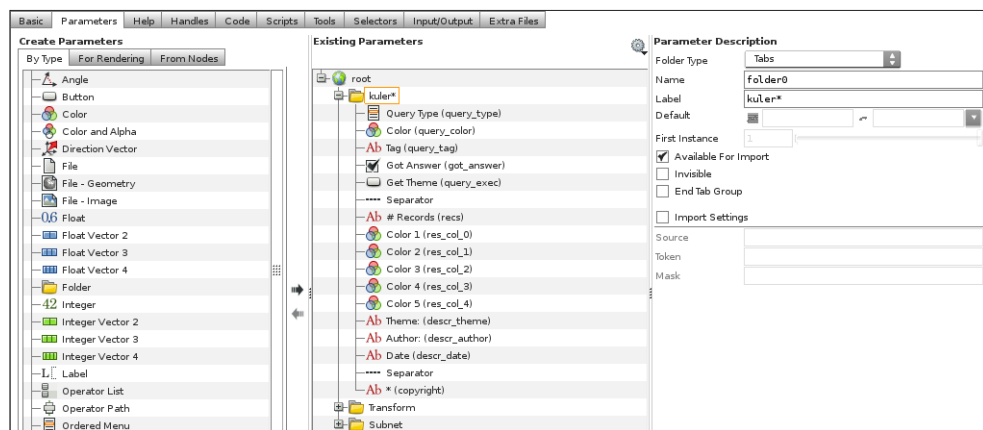 Basic Parameters Help Handles Code Scripts Tools Selectors Input/Output Extra Files
Create Parameters
By Type For Rendering From Nodes
Angle
Button
Color
Color and Alpha
Direction Vector
File
File - Geometry
File - Image
0.6 Float
Float Vector 2
Float Vector 3
Float Vector 4
Folder
42 Integer
Integer Vector 2
Integer Vector 3
Integer Vector 4
L Label
Operator List
Operator Path
Ordered Menu
Existing Parameters
root
kuler*
Query Type (query_type)
Color (query_color)
Ab Tag (query_tag)
Got Answer (got_answer)
Get Theme (query_exec)
Separator
Ab # Records (recs)
Color 1 (res_col_0)
Color 2 (res_col_1)
Color 3 (res_col_2)
Color 4 (res_col_3)
Color 5 (res_col_4)
Ab Theme: (descr_theme)
Ab Author: (descr_author)
Ab Date (descr_date)
Separator
Ab * (copyright)
Transform
Subnet
Parameter Description
Folder Type Tabs
Name folder0
Label kuler*
Default
First Instance 1
Available For Import
Invisible
End Tab Group
Import Settings
Source
Token
Mask